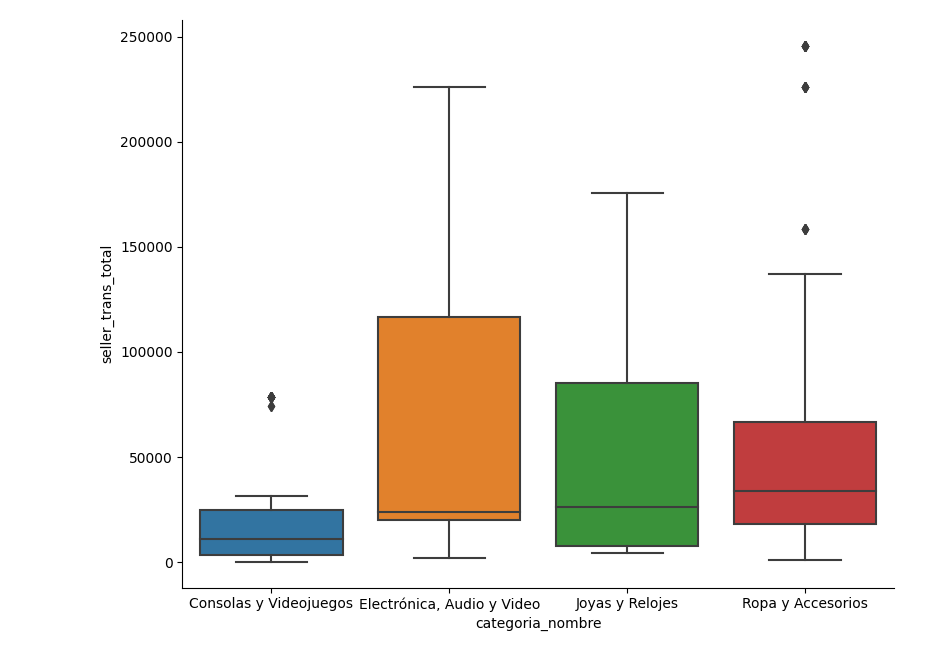 250000
200000
150000
100000
50000
0
seller_trans_total
Consolas y Videojuegos Electrónica, Audio y Video Joyas y Relojes Ropa y Accesorios
categoria_nombre